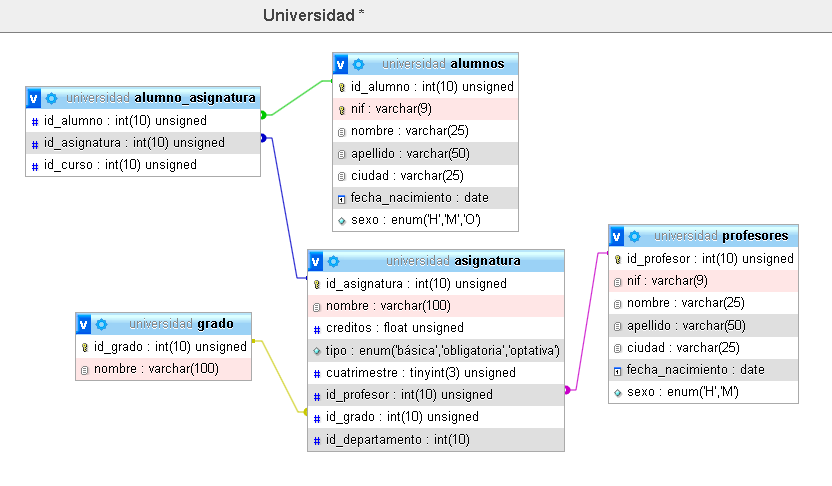 Universidad *
universidad alumnos
id_alumno : int(10) unsigned
nif : varchar(9)
nombre : varchar(25)
apellido : varchar(50)
ciudad : varchar(25)
fecha_nacimiento : date
sexo : enum('H','M','O')
universidad alumno_asignatura
id_alumno : int(10) unsigned
id_asignatura : int(10) unsigned
id_curso : int(10) unsigned
universidad profesores
id_profesor : int(10) unsigned
nif : varchar(9)
nombre : varchar(25)
apellido : varchar(50)
ciudad : varchar(25)
fecha_nacimiento : date
sexo : enum('H','M')
universidad asignatura
id_asignatura : int(10) unsigned
nombre : varchar(100)
creditos : float unsigned
tipo : enum('básica','obligatoria','optativa')
cuatrimestre : tinyint(3) unsigned
id_profesor : int(10) unsigned
id_grado : int(10) unsigned
id_departamento : int(10)
universidad grado
id_grado : int(10) unsigned
nombre : varchar(100)